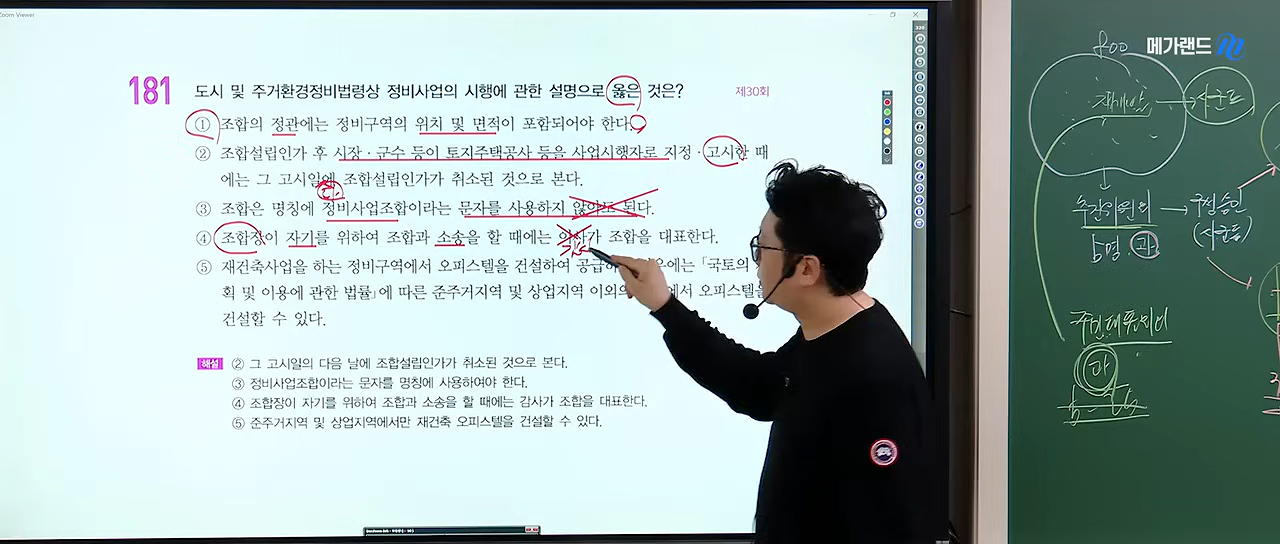 Zoom Viewer
메가랜드
181 도시 및 주거환경정비법령상 정비사업의 시행에 관한 설명으로 옳은 것은? 제30회
① 조합의 정관에는 정비구역의 위치 및 면적이 포함되어야 한다.
② 조합설립인가 후 시장·군수 등이 토지주택공사 등을 사업시행자로 지정·고시한 때
에는 그 고시일에 조합설립인가가 취소된 것으로 본다.
③ 조합은 명칭에 정비사업조합이라는 문자를 사용하지 않아도 된다.
④ 조합장이 자기를 위하여 조합과 소송을 할 때에는 이사가 조합을 대표한다.
⑤ 재건축사업을 하는 정비구역에서 오피스텔을 건설하여 공급하 에는 「국토의
획 및 이용에 관한 법률」에 따른 준주거지역 및 상업지역 이외의 에서 오피스텔을
건설할 수 있다.
해설 ② 그 고시일의 다음 날에 조합설립인가가 취소된 것으로 본다.
③ 정비사업조합이라는 문자를 명칭에 사용하여야 한다.
④ 조합장이 자기를 위하여 조합과 소송을 할 때에는 감사가 조합을 대표한다.
⑤ 준주거지역 및 상업지역에서만 재건축 오피스텔을 건설할 수 있다.
추진위원회
5명
과
구성승인
(시군등)
과